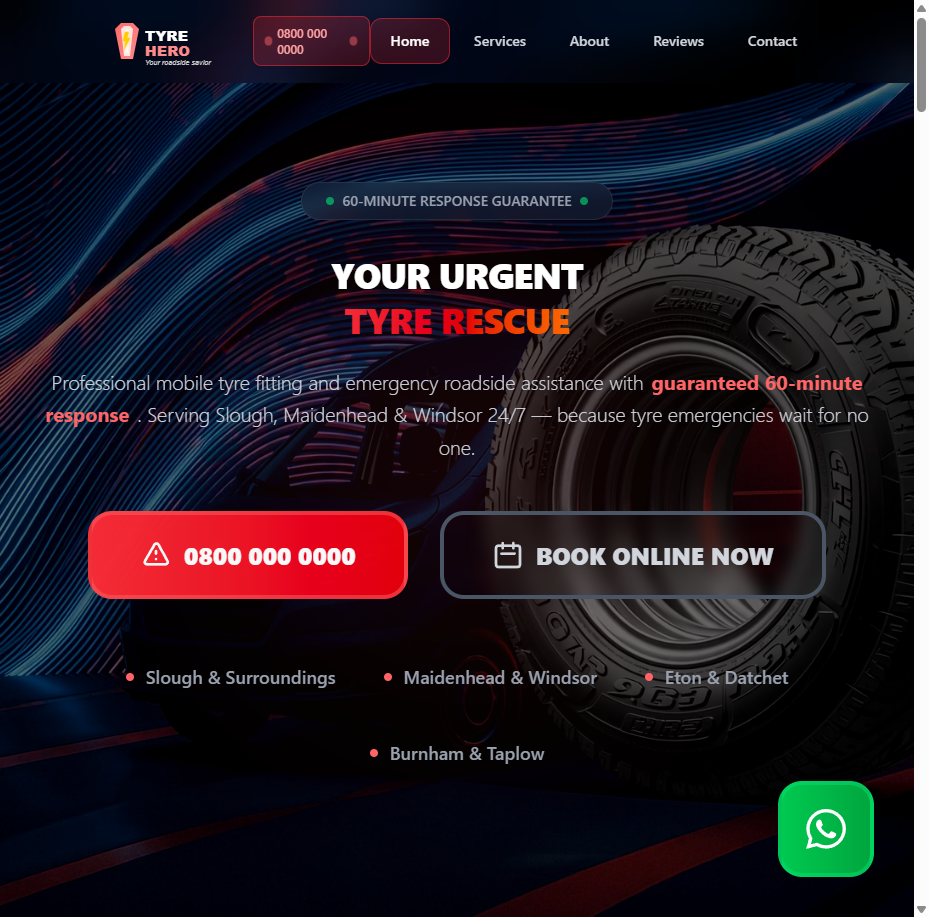 TYRE
HERO
Your roadside savior
0800 000
0000
Home
Services
About
Reviews
Contact
60-MINUTE RESPONSE GUARANTEE
YOUR URGENT
TYRE RESCUE
Professional mobile tyre fitting and emergency roadside assistance with guaranteed 60-minute
response . Serving Slough, Maidenhead & Windsor 24/7 — because tyre emergencies wait for no
one.
0800 000 0000
BOOK ONLINE NOW
Slough & Surroundings
Maidenhead & Windsor
Eton & Datchet
Burnham & Taplow